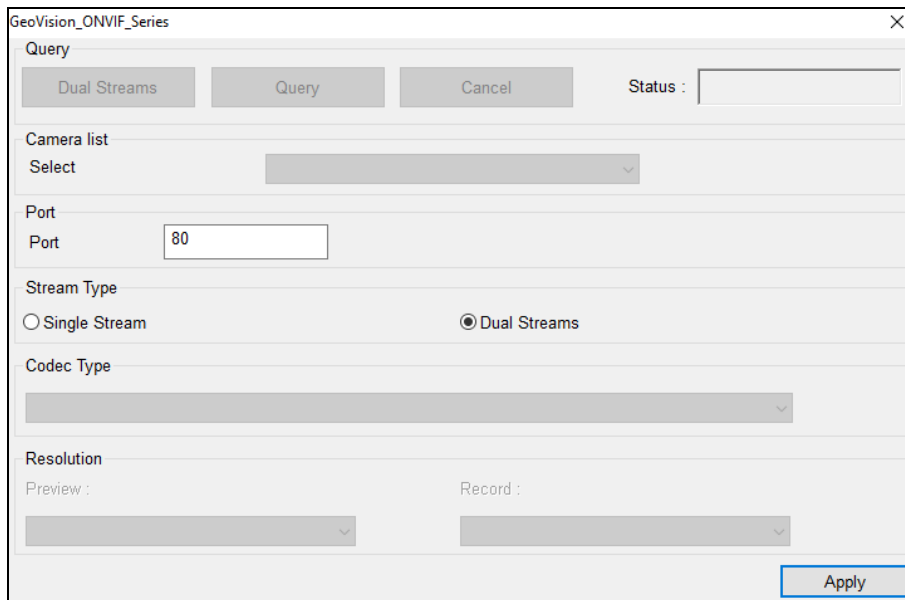 GeoVision_ONVIF_Series
Query
Dual Streams Query Cancel Status :
Camera list
Select
Port
Port 80
Stream Type
Single Stream Dual Streams
Codec Type
Resolution
Preview : Record :
Apply